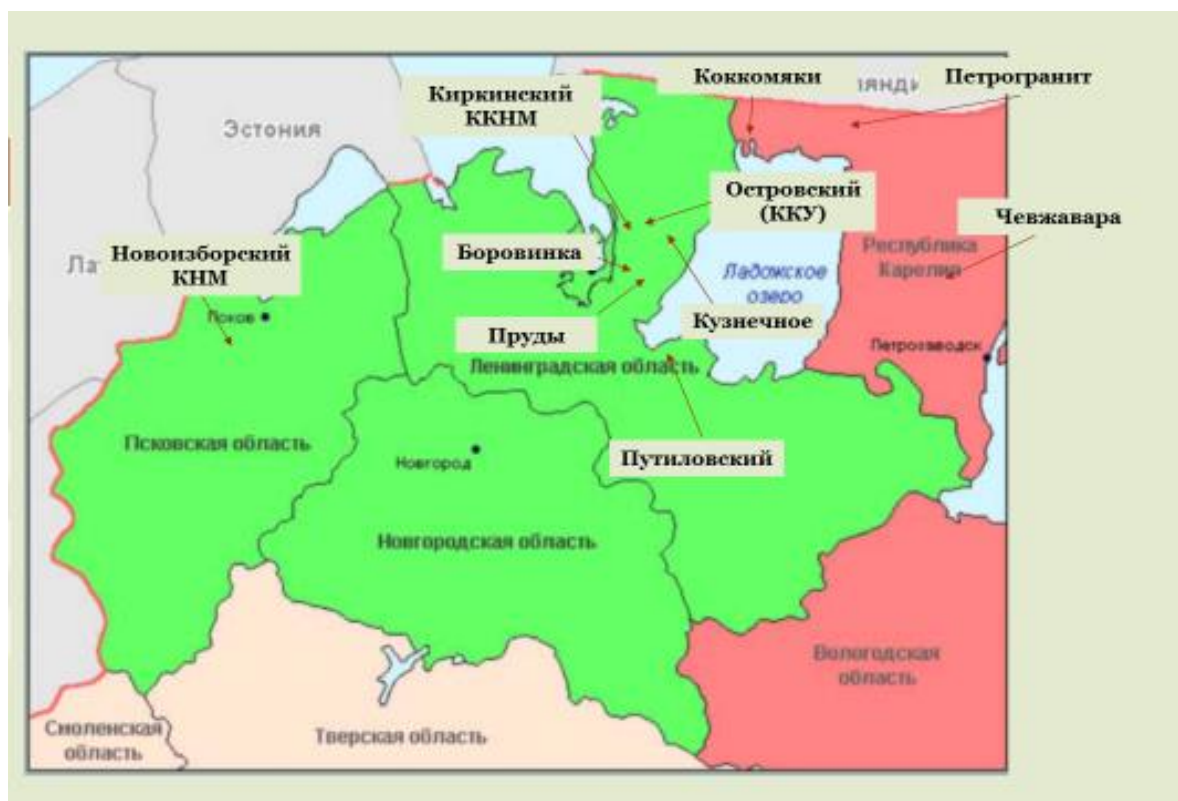 Коккомяки
Петрогранит
Киркинский
ККНМ
Эстония
Островский
(ККУ)
Чевжавара
Новоизборский
КНМ
Боровинка
Республика
Карелия
Ладожское
озеро
Псков
Пруды
Кузнечное
Петрозаводск
Ленинградская область
Псковская область
Новгород
Путиловский
Новгородская область
Вологодская
область
Смоленская
область
Тверская область